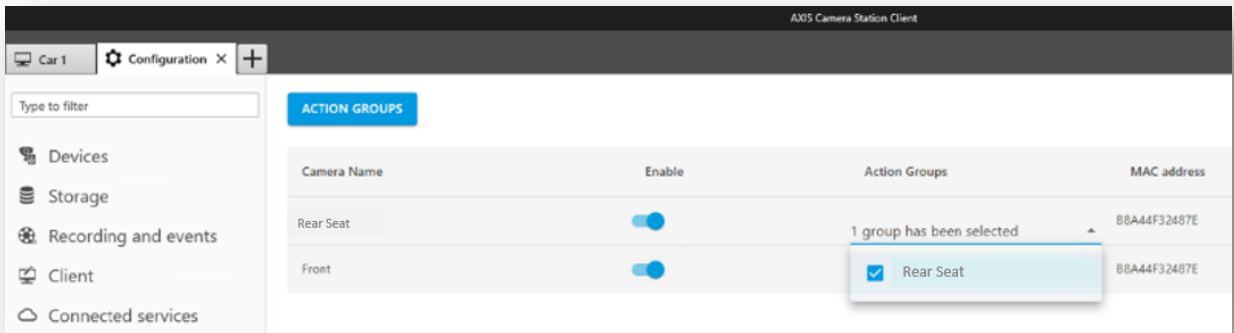 AXIS Camera Station Client
Car 1
Configuration
Type to filter
ACTION GROUPS
Devices
Storage
Recording and events
Client
Connected services
Camera Name Enable Action Groups MAC address
Rear Seat 1 group has been selected B8A44F32487E
Front Rear Seat B8A44F32487E